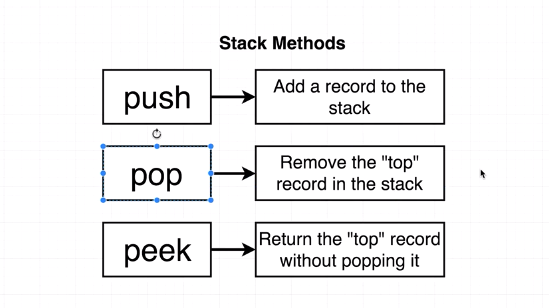 Stack Methods
push
Add a record to the
stack
pop
Remove the "top"
record in the stack
peek
Return the "top" record
without popping it